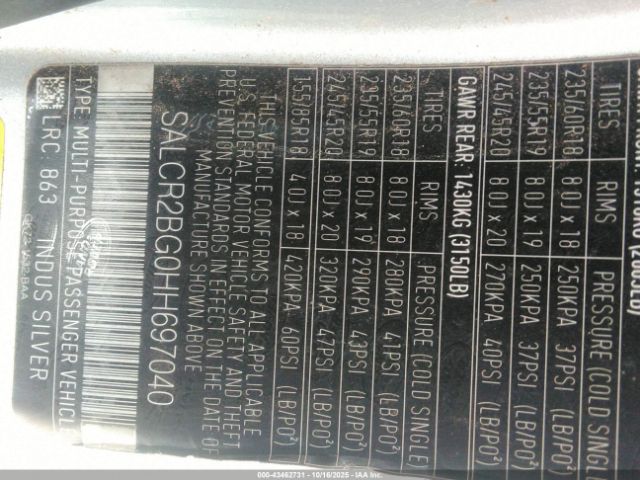 TIRES RIMS PRESSURE (COLD SINGL
235/60R18 8.0J x 18 250KPA 37PSI (LB/PO²)
235/55R19 8.0J x 19 250KPA 37PSI (LB/PO²)
245/45R20 8.0J x 20 270KPA 40PSI (LB/PO²)
GAWR REAR: 1430KG (3150LB)
TIRES RIMS PRESSURE (COLD SINGL
235/60R18 8.0J x 18 280KPA 41PSI (LB/PO²)
235/55R19 8.0J x 19 290KPA 43PSI (LB/PO²)
245/45R20 8.0J x 20 320KPA 47PSI (LB/PO²)
155/85R18 4.0J x 18 420KPA 60PSI (LB/PO²)
THIS VEHICLE CONFORMS TO ALL APPLICABLE
U.S. FEDERAL MOTOR VEHICLE SAFETY AND THEFT
PREVENTION STANDARDS IN EFFECT ON THE DATE OF
MANUFACTURE SHOWN ABOVE
SALCR2BG0HH697040
TYPE MULTI-PURPOSE PASSENGER VEHICLE
LRC 863 INDUS SILVER
000-43462731 - 10/16/2025 - IAA Inc.